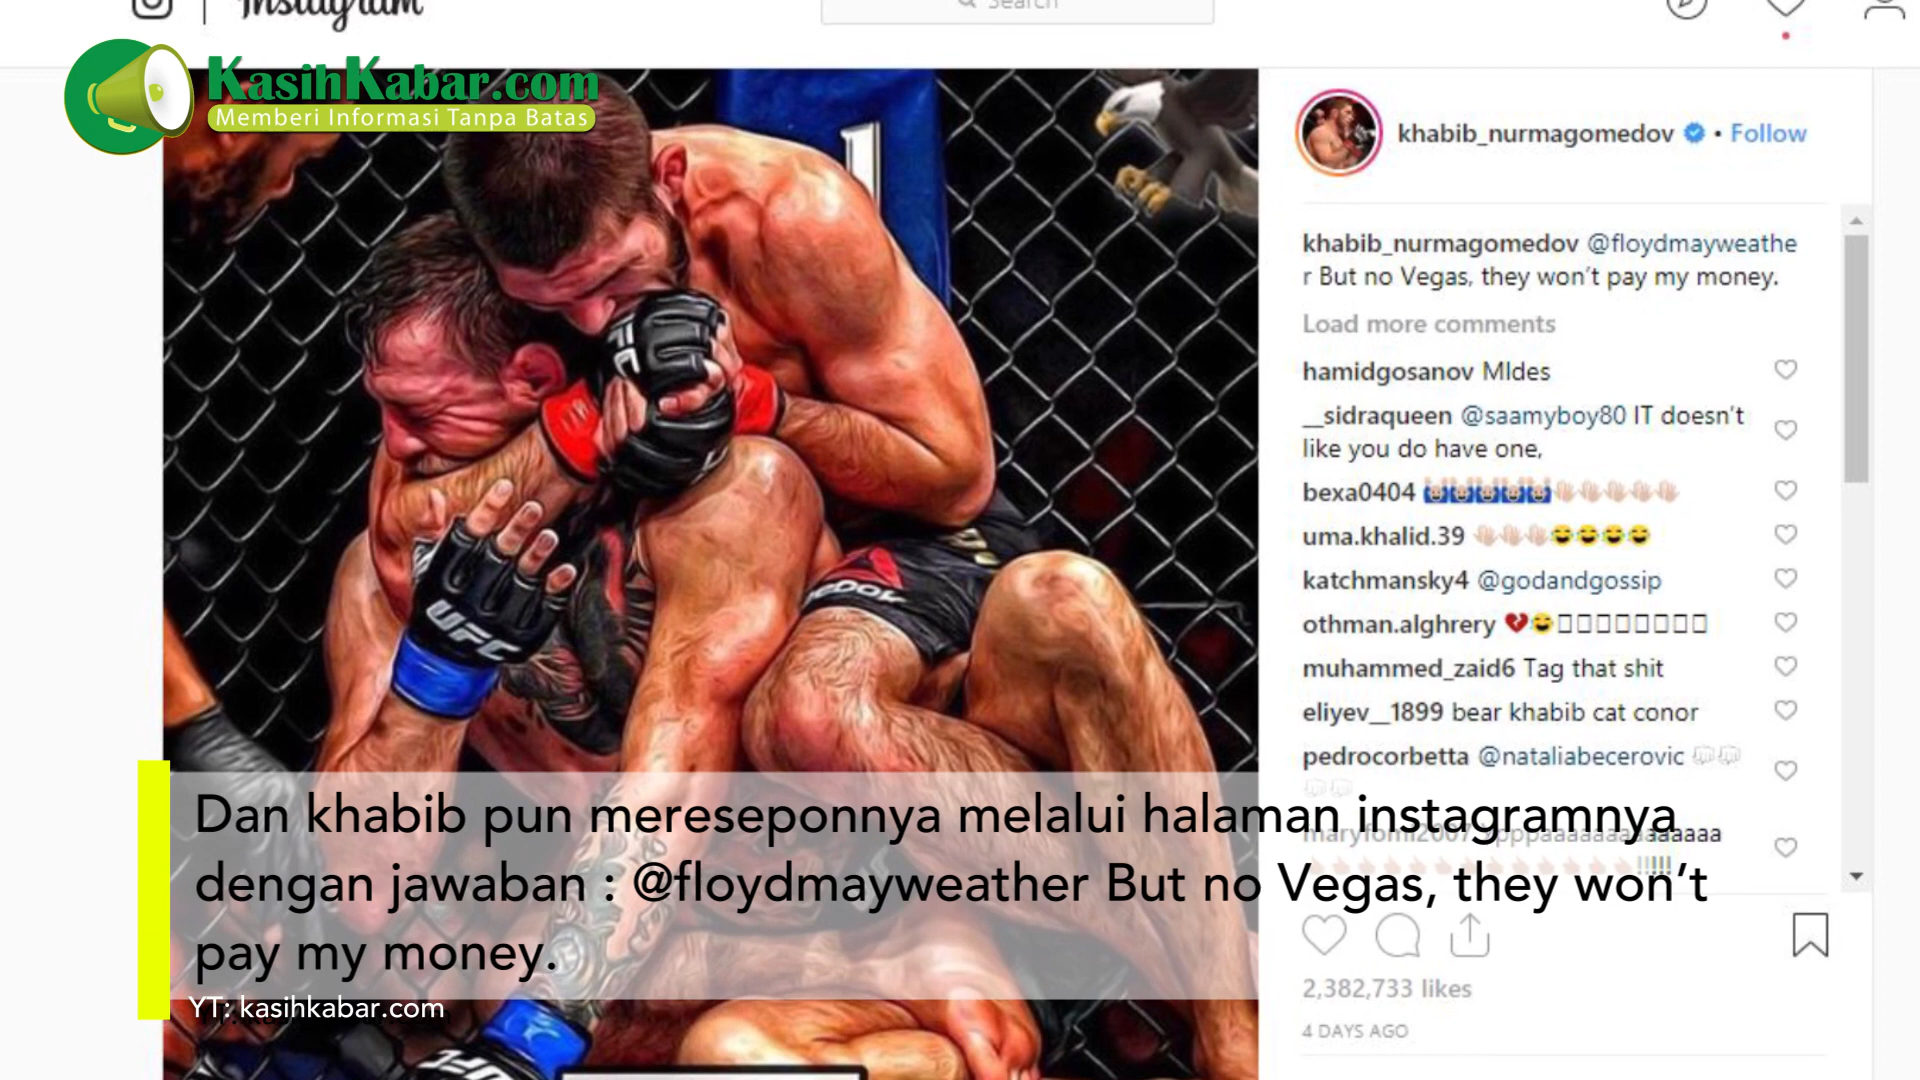 Instagram
Search
KasihKabar.com
Memberi Informasi Tanpa Batas
khabib_nurmagomedov • Follow
khabib_nurmagomedov @floydmayweathe
r But no Vegas, they won't pay my money.
Load more comments
hamidgosanov MIdes
__sidraqueen @saamyboy80 IT doesn't
like you do have one,
bexa0404
uma.khalid.39
katchmansky4 @godandgossip
othman.alghrery
muhammed_zaid6 Tag that shit
eliyev__1899 bear khabib cat conor
pedrocorbetta @nataliabecerovic
UFC
Dan khabib pun mereseponnya melalui halaman instagramnya
dengan jawaban : @floydmayweather But no Vegas, they won't
pay my money.
YT: kasihkabar.com
2,382,733 likes
4 DAYS AGO